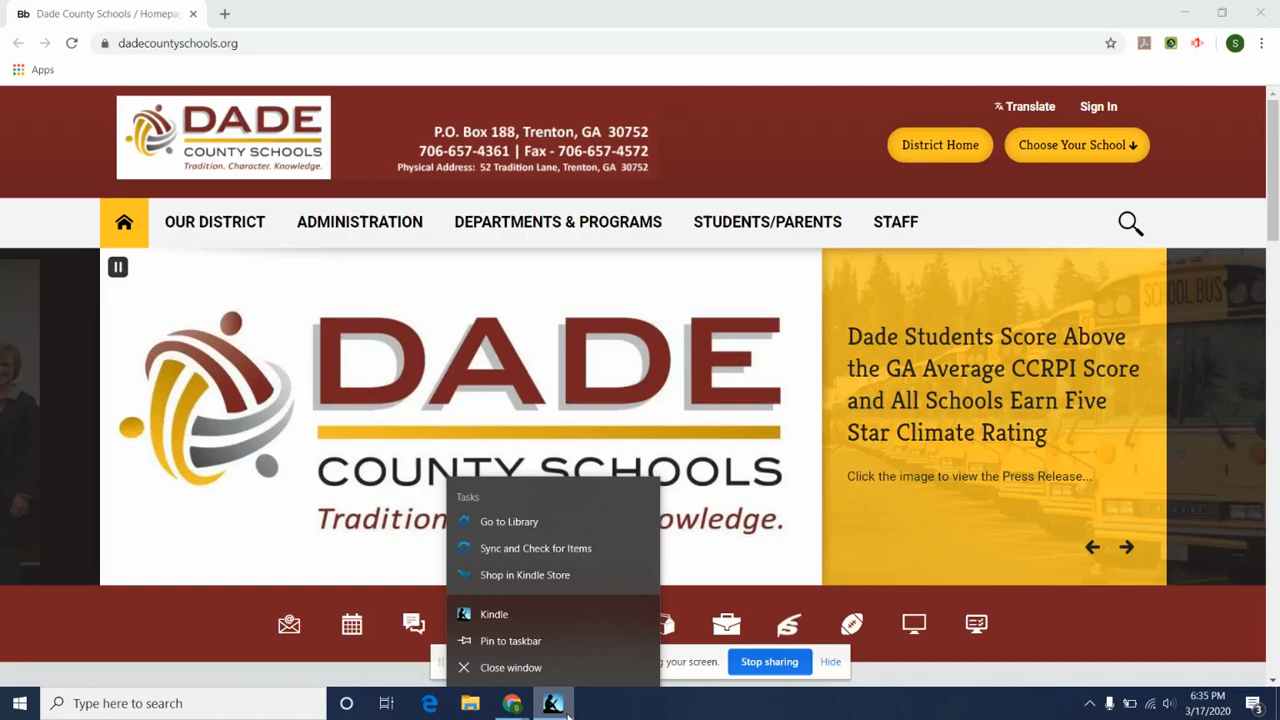 Bb Dade County Schools / Homepa
dadecountyschools.org
Apps
DADE
COUNTY SCHOOLS
Tradition. Character. Knowledge.
P.O. Box 188, Trenton, GA 30752
706-657-4361 | Fax - 706-657-4572
Physical Address: 52 Tradition Lane, Trenton, GA 30752
Translate
Sign In
District Home
Choose Your School
S
OUR DISTRICT
ADMINISTRATION
DEPARTMENTS & PROGRAMS
STUDENTS/PARENTS
STAFF
DADE
COUNTY SCHOOLS
SCHOOL BUS
Dade Students Score Above
the GA Average CCRPI Score
and All Schools Earn Five
Star Climate Rating
Click the image to view the Press Release...
Tasks
Go to Library
Sync and Check for Items
Shop in Kindle Store
Kindle
Pin to taskbar
Close window
your screen.
Stop sharing
Hide
Type here to search
6:35 PM
3/17/2020
3